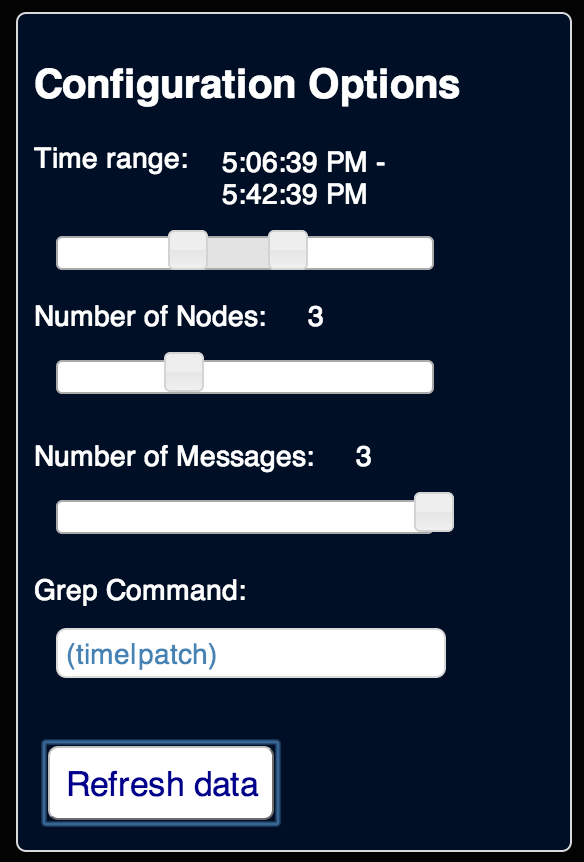 Configuration Options
Time range: 5:06:39 PM -
5:42:39 PM
Number of Nodes: 3
Number of Messages: 3
Grep Command:
(time|patch)
Refresh data